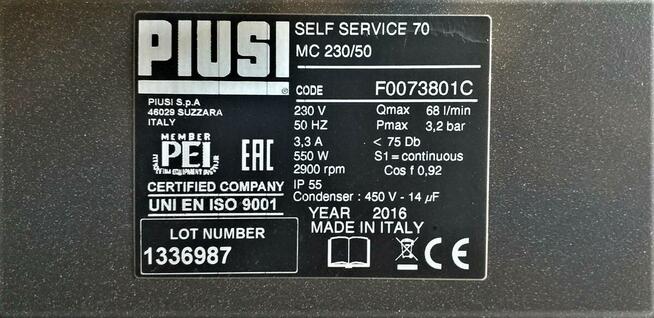 PIUSI
®
SELF SERVICE 70
MC 230/50
CODE F0073801C
PIUSI S.p.A
46029 SUZZARA
ITALY
MEMBER
PEI
EAC
CERTIFIED COMPANY
UNI EN ISO 9001
LOT NUMBER
1336987
230 V Qmax 68 l/min
50 HZ Pmax 3,2 bar
3,3 A < 75 Db
550 W S1= continuous
2900 rpm Cos f 0,92
IP 55
Condenser : 450 V - 14 µF
YEAR 2016
MADE IN ITALY
CE